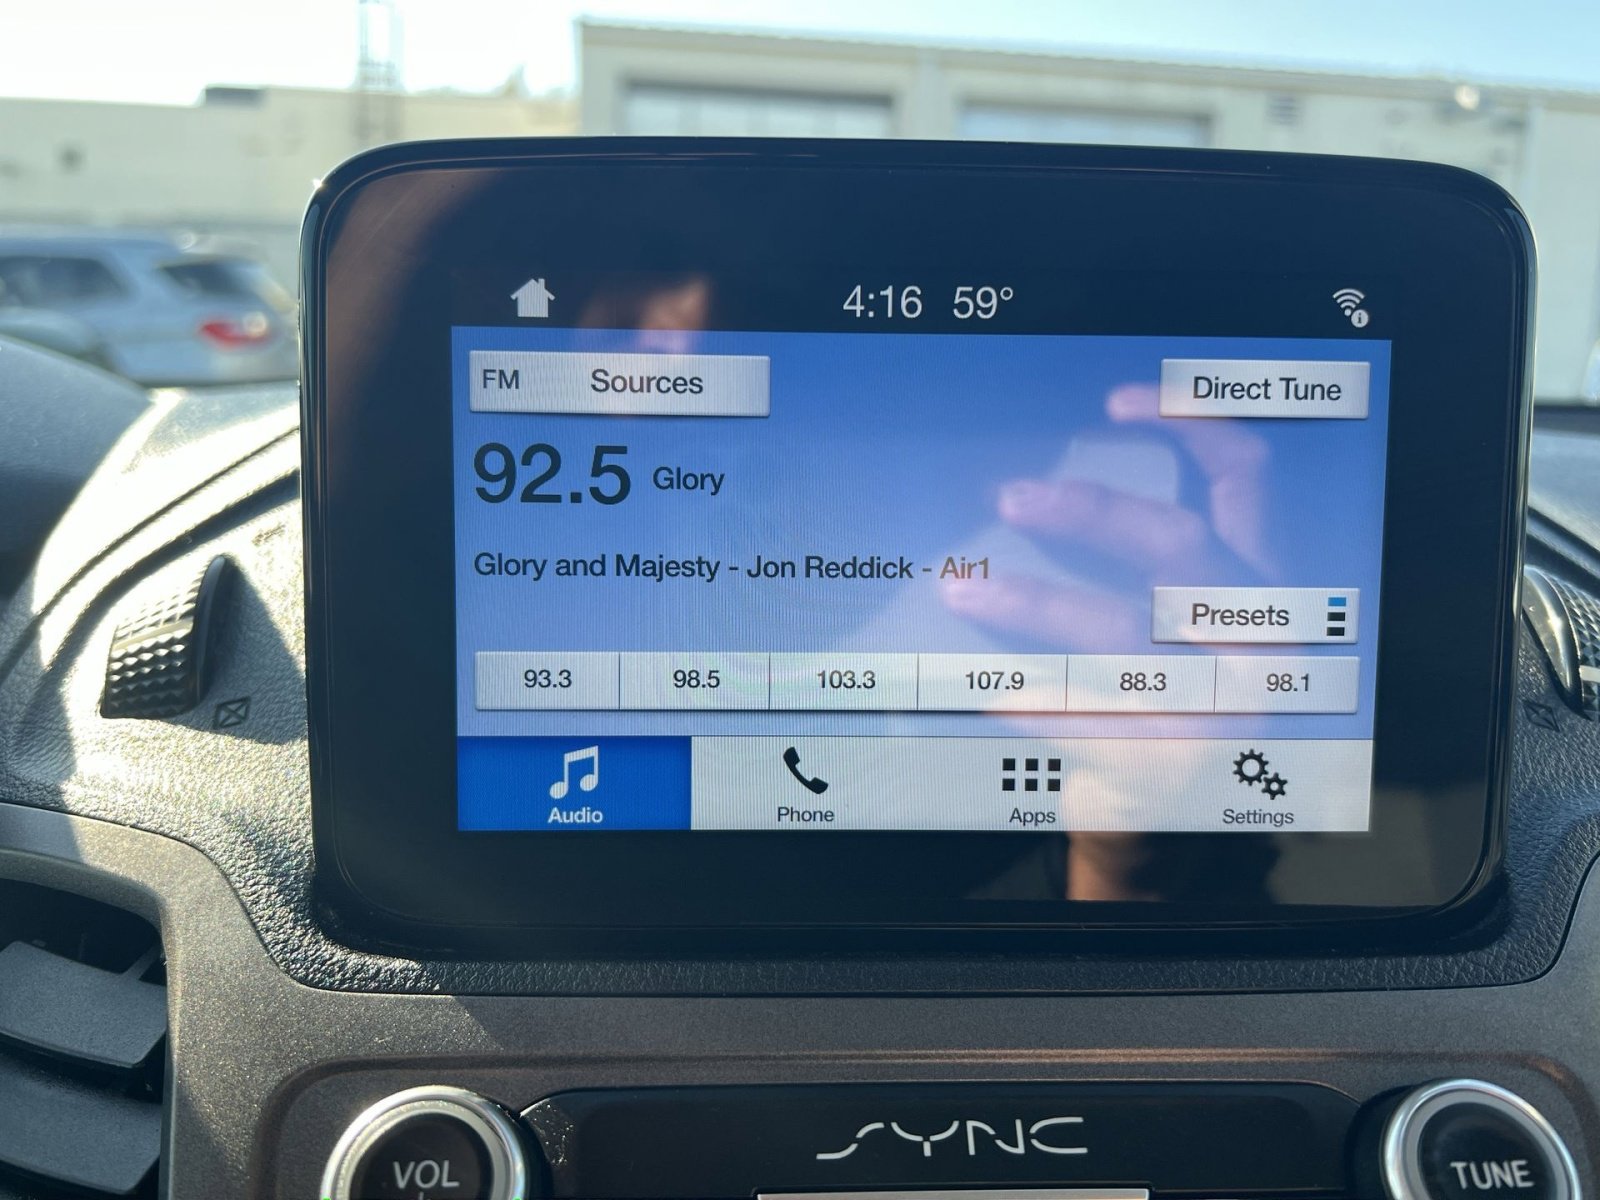 4:16 59°
FM Sources
Direct Tune
92.5 Glory
Glory and Majesty - Jon Reddick - Air1
Presets
93.3 98.5 103.3 107.9 88.3 98.1
Audio Phone Apps Settings
SYNC
VOL
TUNE